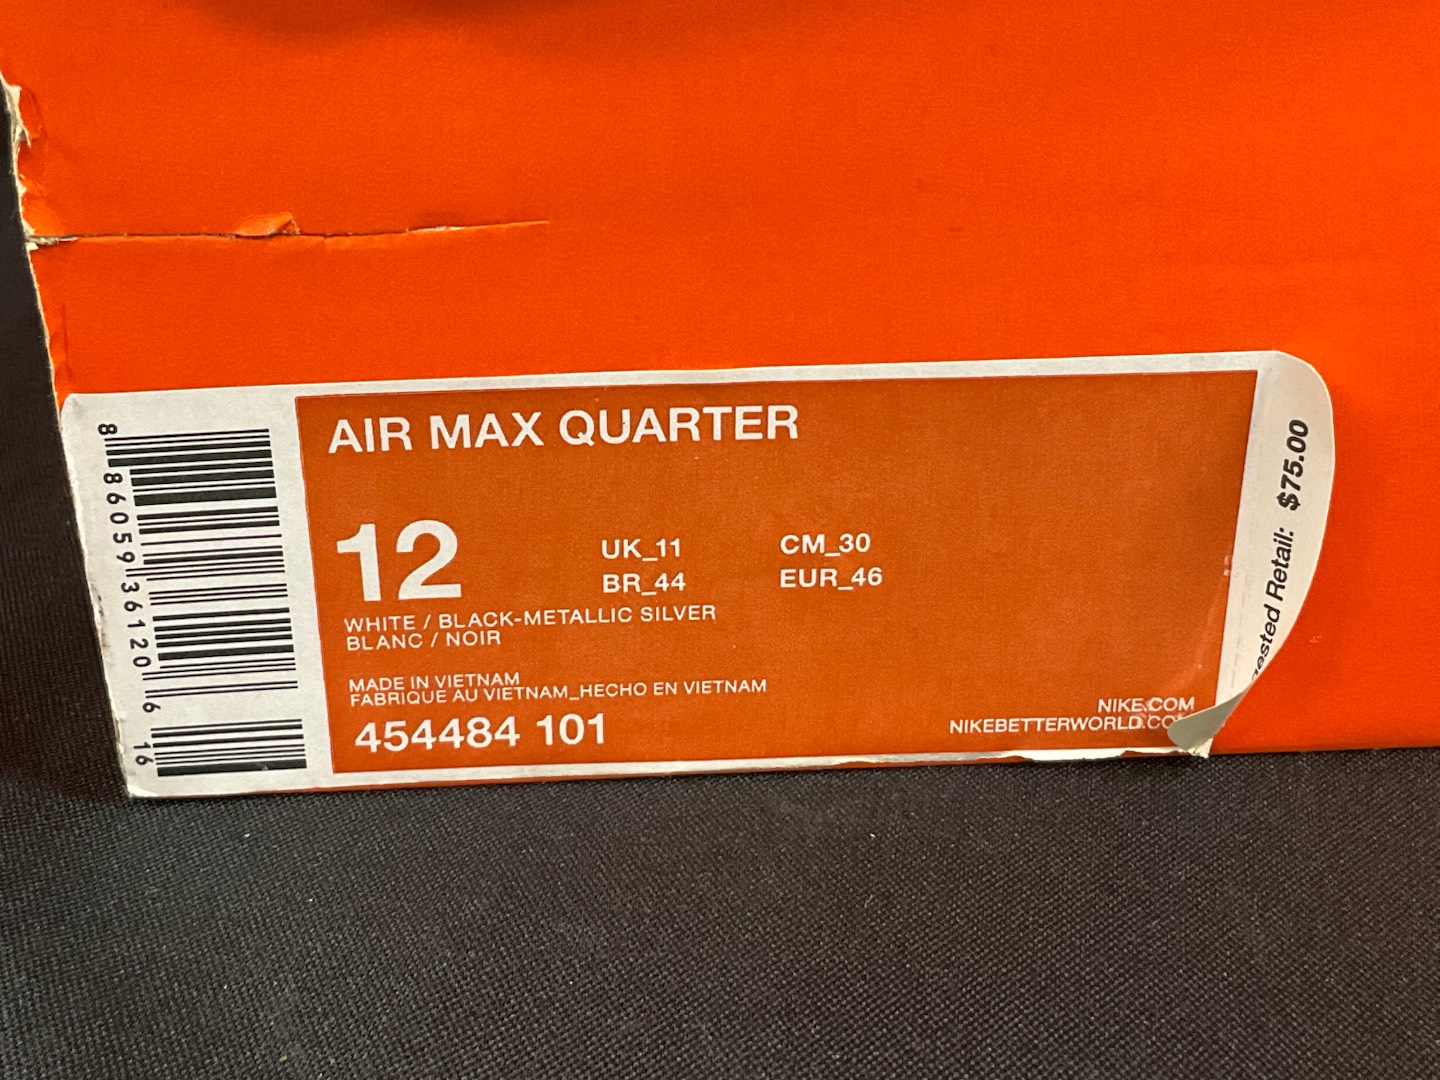 AIR MAX QUARTER
12
UK_11 CM_30
BR_44 EUR_46
WHITE / BLACK-METALLIC SILVER
BLANC / NOIR
MADE IN VIETNAM
FABRIQUE AU VIETNAM_HECHO EN VIETNAM
454484 101
NIKE.COM
NIKEBETTERWORLD.CO
8 86059 36120 6 16
Retail: $75.00